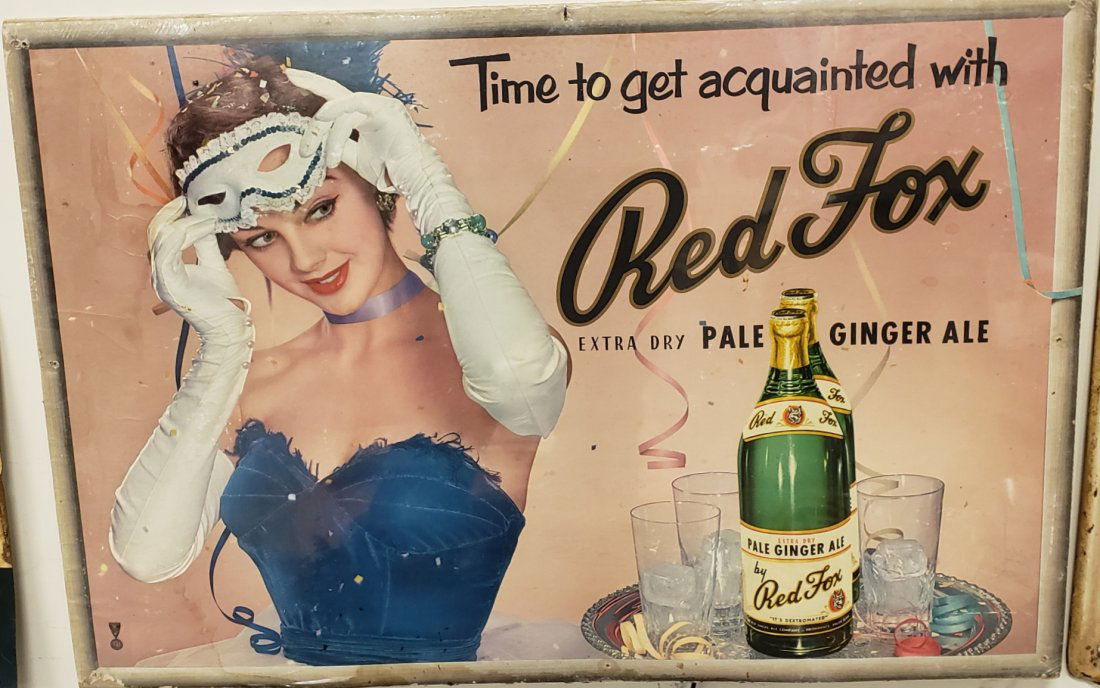 Time to get acquainted with
Red Fox
EXTRA DRY PALE GINGER ALE
Red Fox
Fox
EXTRA DRY
PALE GINGER ALE
by
Red Fox
"IT'S DEXTROMATED"